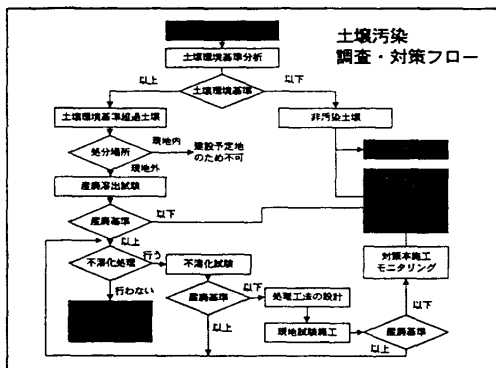 土壌汚染
調査・対策フロー
土壌環境基準分析
以上
土壌環境基準
以下
土壌環境基準超過土壌
非汚染土壌
処分場所
現地内
建設予定地
のため不可
現地外
産廃溶出試験
産廃基準
以下
以上
不溶化処理
行う
不溶化試験
対策本施工
モニタリング
行わない
産廃基準
以下
処理工法の設計
以下
以上
現地試験施工
産廃基準
以上